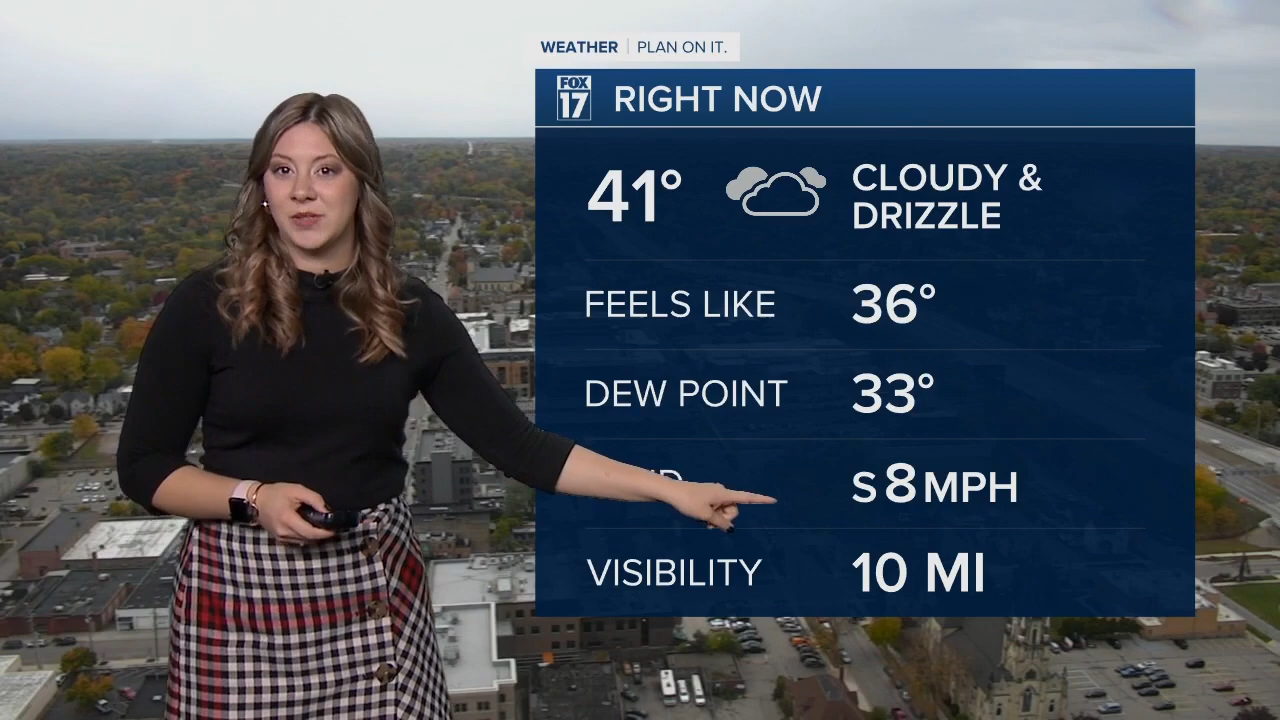 WEATHER | PLAN ON IT.
FOX
17
RIGHT NOW
41°
CLOUDY &
DRIZZLE
FEELS LIKE 36°
DEW POINT 33°
S 8 MPH
VISIBILITY 10 MI